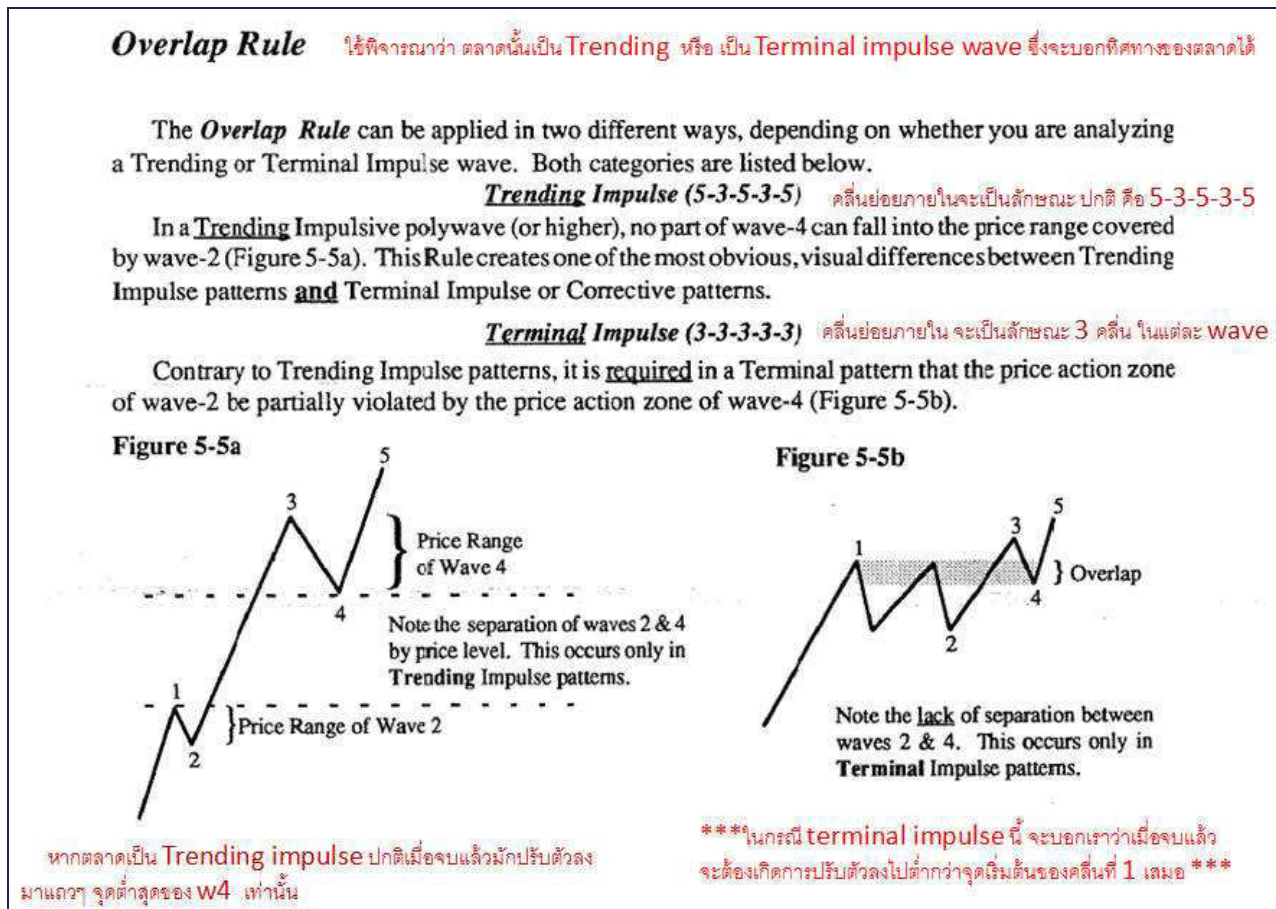 Overlap Rule ใช้พิจารณาว่า ตลาดนั้นเป็น Trending หรือ เป็น Terminal impulse wave ซึ่งจะบอกทิศทางของตลาดได้
The Overlap Rule can be applied in two different ways, depending on whether you are analyzing
a Trending or Terminal Impulse wave. Both categories are listed below.
Trending Impulse (5-3-5-3-5) คลื่นย่อยภายในจะเป็นลักษณะ ปกติ คือ 5-3-5-3-5
In a Trending Impulsive polywave (or higher), no part of wave-4 can fall into the price range covered
by wave-2 (Figure 5-5a). This Rule creates one of the most obvious, visual differences between Trending
Impulse patterns and Terminal Impulse or Corrective patterns.
Terminal Impulse (3-3-3-3-3) คลื่นย่อยภายใน จะเป็นลักษณะ 3 คลื่น ในแต่ละ wave
Contrary to Trending Impulse patterns, it is required in a Terminal pattern that the price action zone
of wave-2 be partially violated by the price action zone of wave-4 (Figure 5-5b).
Figure 5-5a
5
3
Price Range
of Wave 4
4
Note the separation of waves 2 & 4
by price level. This occurs only in
Trending Impulse patterns.
1
Price Range of Wave 2
2
Figure 5-5b
5
3
1
Overlap
4
2
Note the lack of separation between
waves 2 & 4. This occurs only in
Terminal Impulse patterns.
หากตลาดเป็น Trending impulse ปกติเมื่อจบแล้วมักปรับตัวลง
มาแถวๆ จุดต่ำสุดของ w4 เท่านั้น
***ในกรณี terminal impulse นี้ จะบอกเราว่าเมื่อจบแล้ว
จะต้องเกิดการปรับตัวลงไปต่ำกว่าจุดเริ่มต้นของคลื่นที่ 1 เสมอ ***